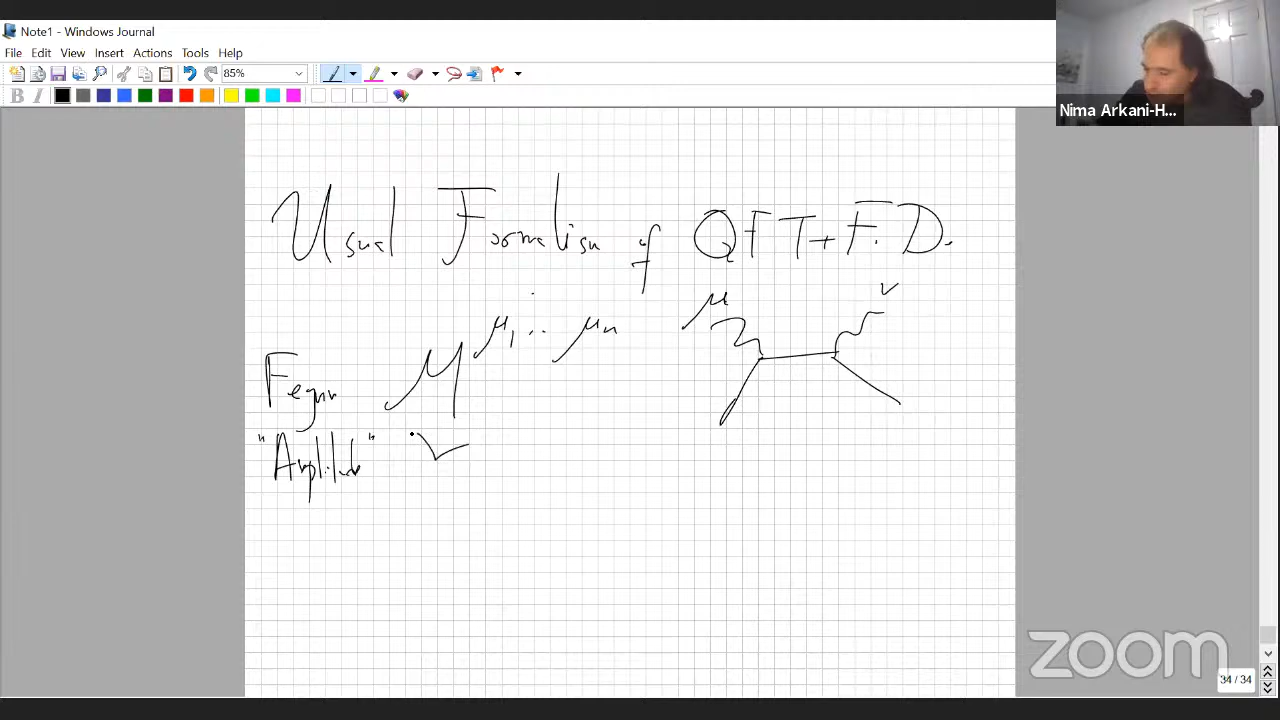 Note1 - Windows Journal
File Edit View Insert Actions Tools Help
85%
Nima Arkani-H...
Usual Formalism of QFT + F.D.
μ ν
M^{μ₁ ... μₙ}
"Amplitude"
zoom
34 / 34